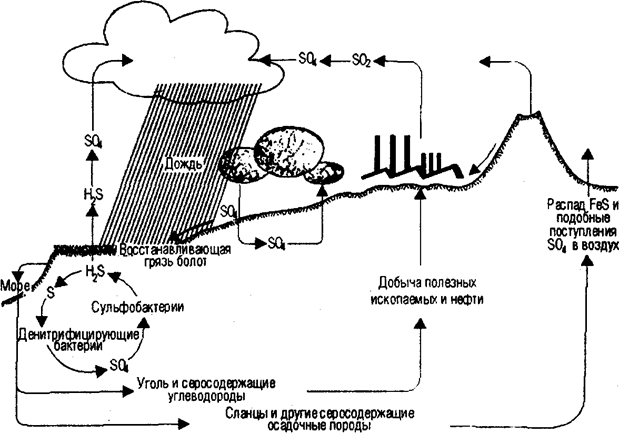 SO₄ SO₂
SO₄
Дождь
H₂S
SO₄
Распад FeS и
подобные
поступления
SO₄ в воздух
SO₄
Восстанавливающая
грязь болот
H₂S
Море
S
Добыча полезных
ископаемых и нефти
Сульфобактерии
Денитрифицирующие
бактерии
SO₄
Уголь и серосодержащие
углеводороды
Сланцы и другие серосодержащие
осадочные породы